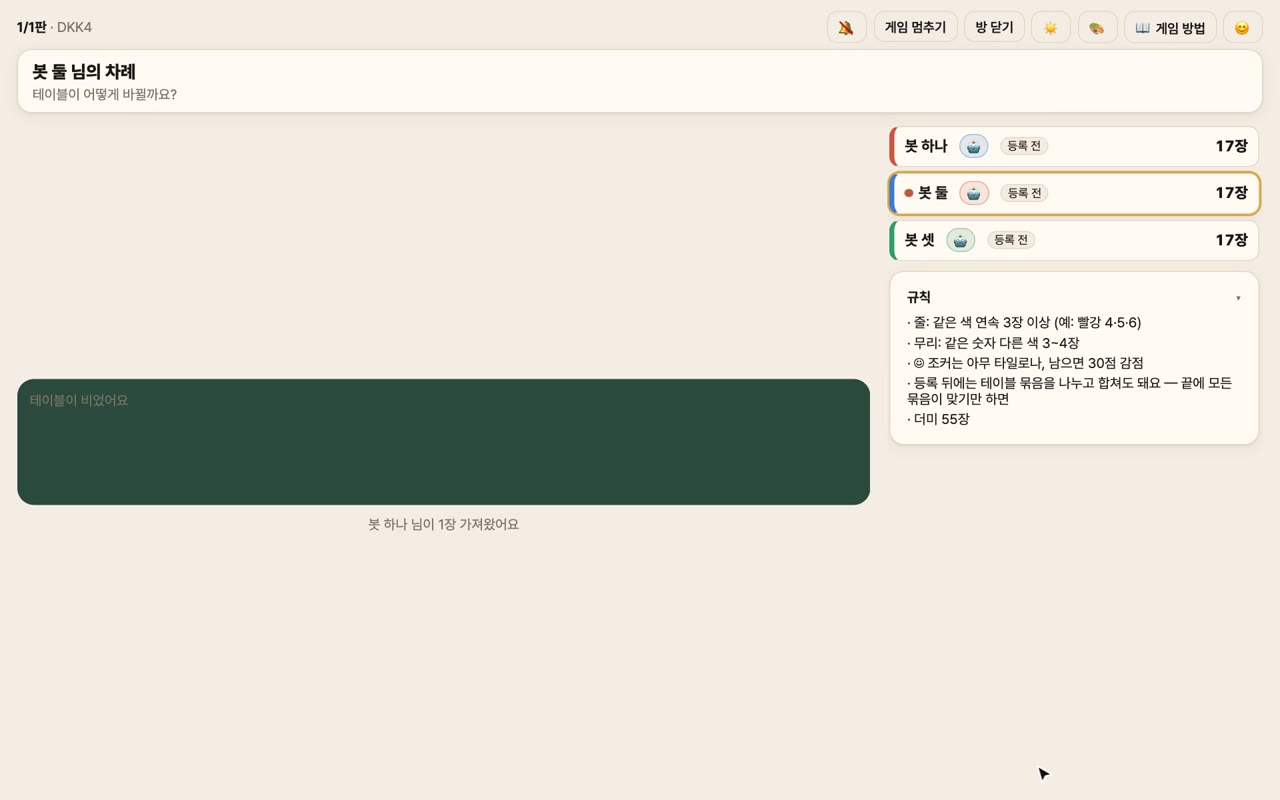 1/1판 · DKK4
게임 멈추기
방 닫기
게임 방법
봇 둘 님의 차례
테이블이 어떻게 바뀔까요?
봇 하나 등록 전 17장
봇 둘 등록 전 17장
봇 셋 등록 전 17장
규칙
· 줄: 같은 색 연속 3장 이상 (예: 빨강 4·5·6)
· 무리: 같은 숫자 다른 색 3~4장
· ☺ 조커는 아무 타일로나, 남으면 30점 감점
· 등록 뒤에는 테이블 묶음을 나누고 합쳐도 돼요 — 끝에 모든
묶음이 맞기만 하면
· 더미 55장
테이블이 비었어요
봇 하나 님이 1장 가져왔어요